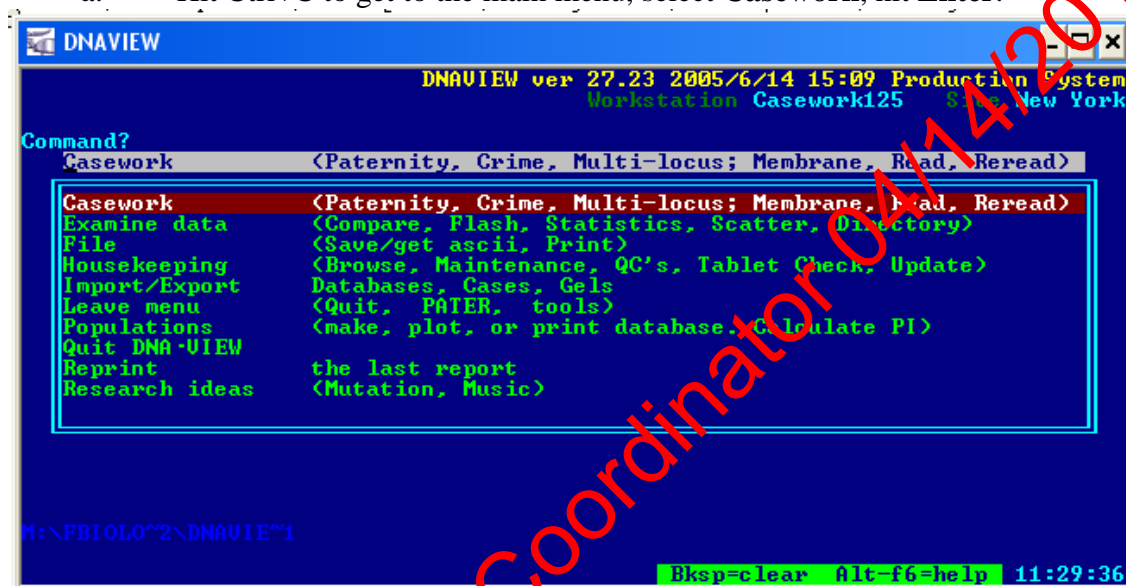 DNAVIEW
DNAVIEW ver 27.23 2005/6/14 15:09 Production System
Workstation Casework125 Site New York
Command?
Casework (Paternity, Crime, Multi-locus; Membrane, Read, Reread)
Casework (Paternity, Crime, Multi-locus; Membrane, Read, Reread)
Examine data (Compare, Flash, Statistics, Scatter, Directory)
File (Save/get ascii, Print)
Housekeeping (Browse, Maintenance, QC's, Tablet Check, Update)
Import/Export Databases, Cases, Gels
Leave menu (Quit, PATER, tools)
Populations (make, plot, or print database. Calculate PI)
Quit DNA·VIEW
Reprint the last report
Research ideas (Mutation, Music)
M:\FBIOLO~2\DNAVIE~1
Bksp=clear Alt-f6=help 11:29:36
Coordinator 04/14/20